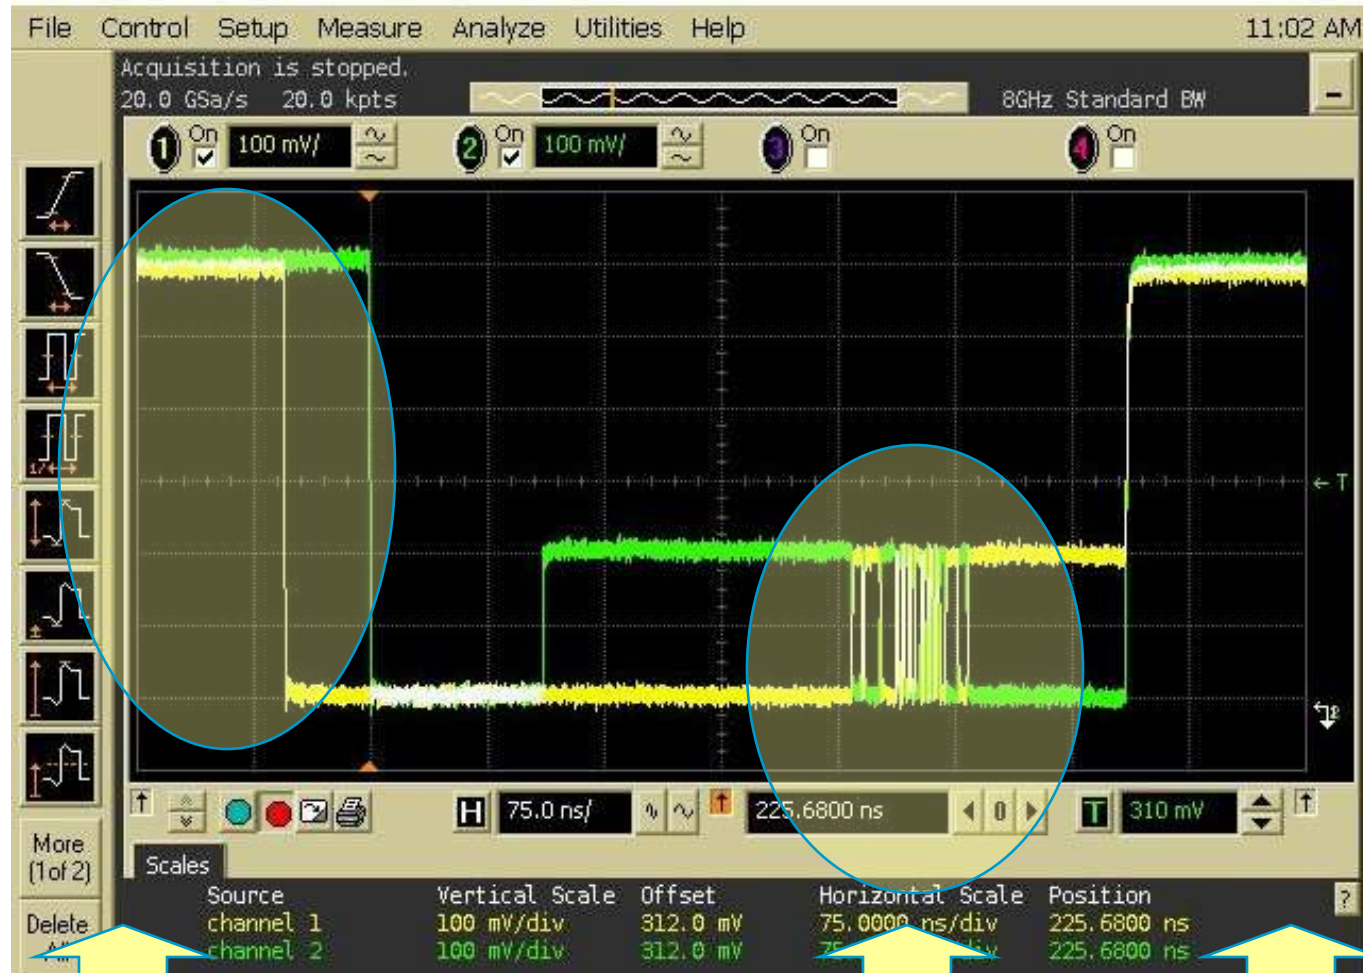 File Control Setup Measure Analyze Utilities Help 11:02 AM
Acquisition is stopped.
20.0 GSa/s 20.0 kpts 8GHz Standard BW
1 On 100 mV/ 2 On 100 mV/ 3 On 4 On
1/
← T
H 75.0 ns/ 225.6800 ns 0 T 310 mV
More
(1of 2)
Scales
Source Vertical Scale Offset Horizontal Scale Position ?
Delete channel 1 100 mV/div 312.0 mV 75.0000 ns/div 225.6800 ns
channel 2 100 mV/div 312.0 mV 225.6800 ns